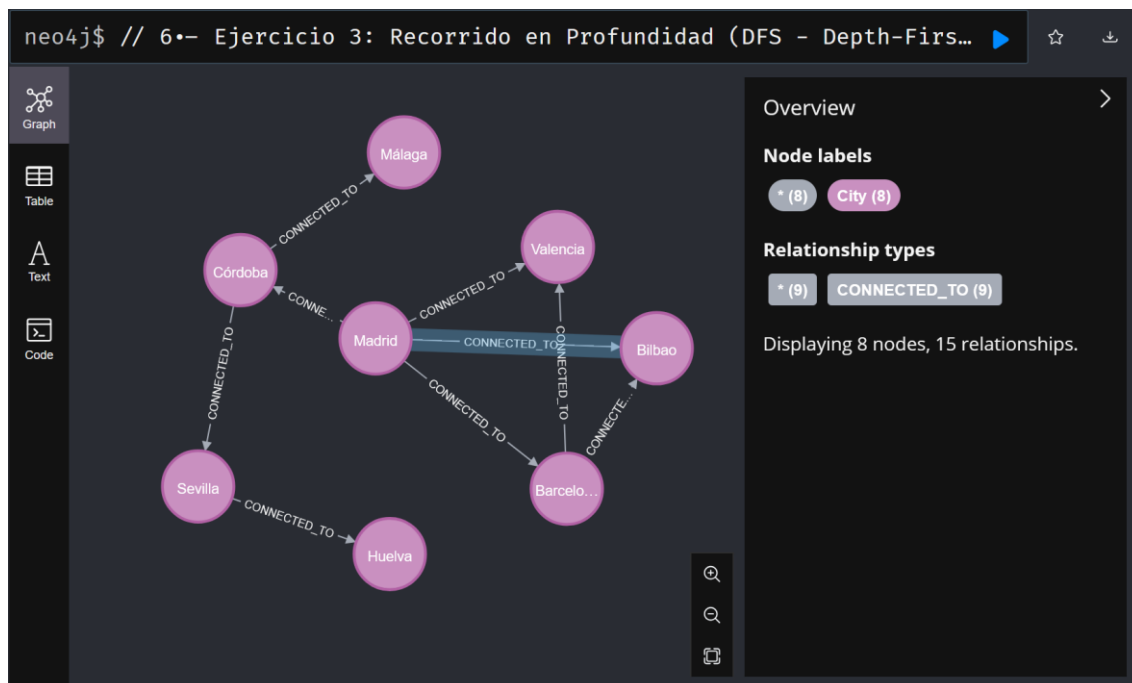 neo4j$ // 6•– Ejercicio 3: Recorrido en Profundidad (DFS – Depth-Firs…
Graph
Table
Text
Code
Málaga
CONNECTED_TO
Córdoba
Valencia
CONNECTED_TO
CONNE...
Madrid
CONNECTED_TO
Bilbao
CONNECTED_TO
CONNECTED_TO
CONNECTED_TO
CONNECTE...
Sevilla
Barcelo...
CONNECTED_TO
Huelva
Overview
Node labels
* (8) City (8)
Relationship types
* (9) CONNECTED_TO (9)
Displaying 8 nodes, 15 relationships.